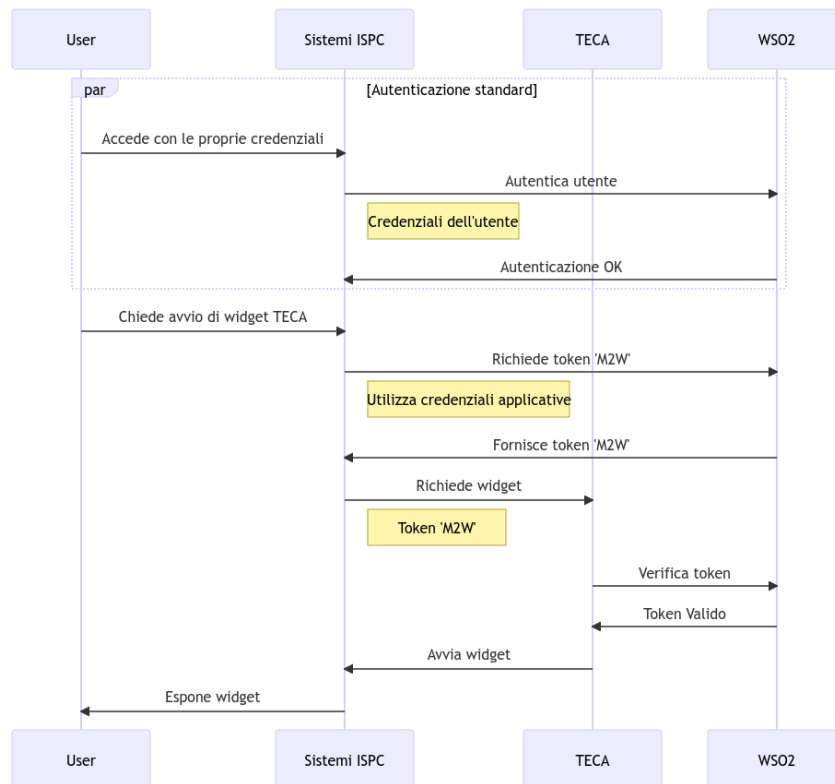 User
Sistemi ISPC
TECA
WSO2
par
[Autenticazione standard]
Accede con le proprie credenziali
Autentica utente
Credenziali dell'utente
Autenticazione OK
Chiede avvio di widget TECA
Richiede token 'M2W'
Utilizza credenziali applicative
Fornisce token 'M2W'
Richiede widget
Token 'M2W'
Verifica token
Token Valido
Avvia widget
Espone widget
User
Sistemi ISPC
TECA
WSO2